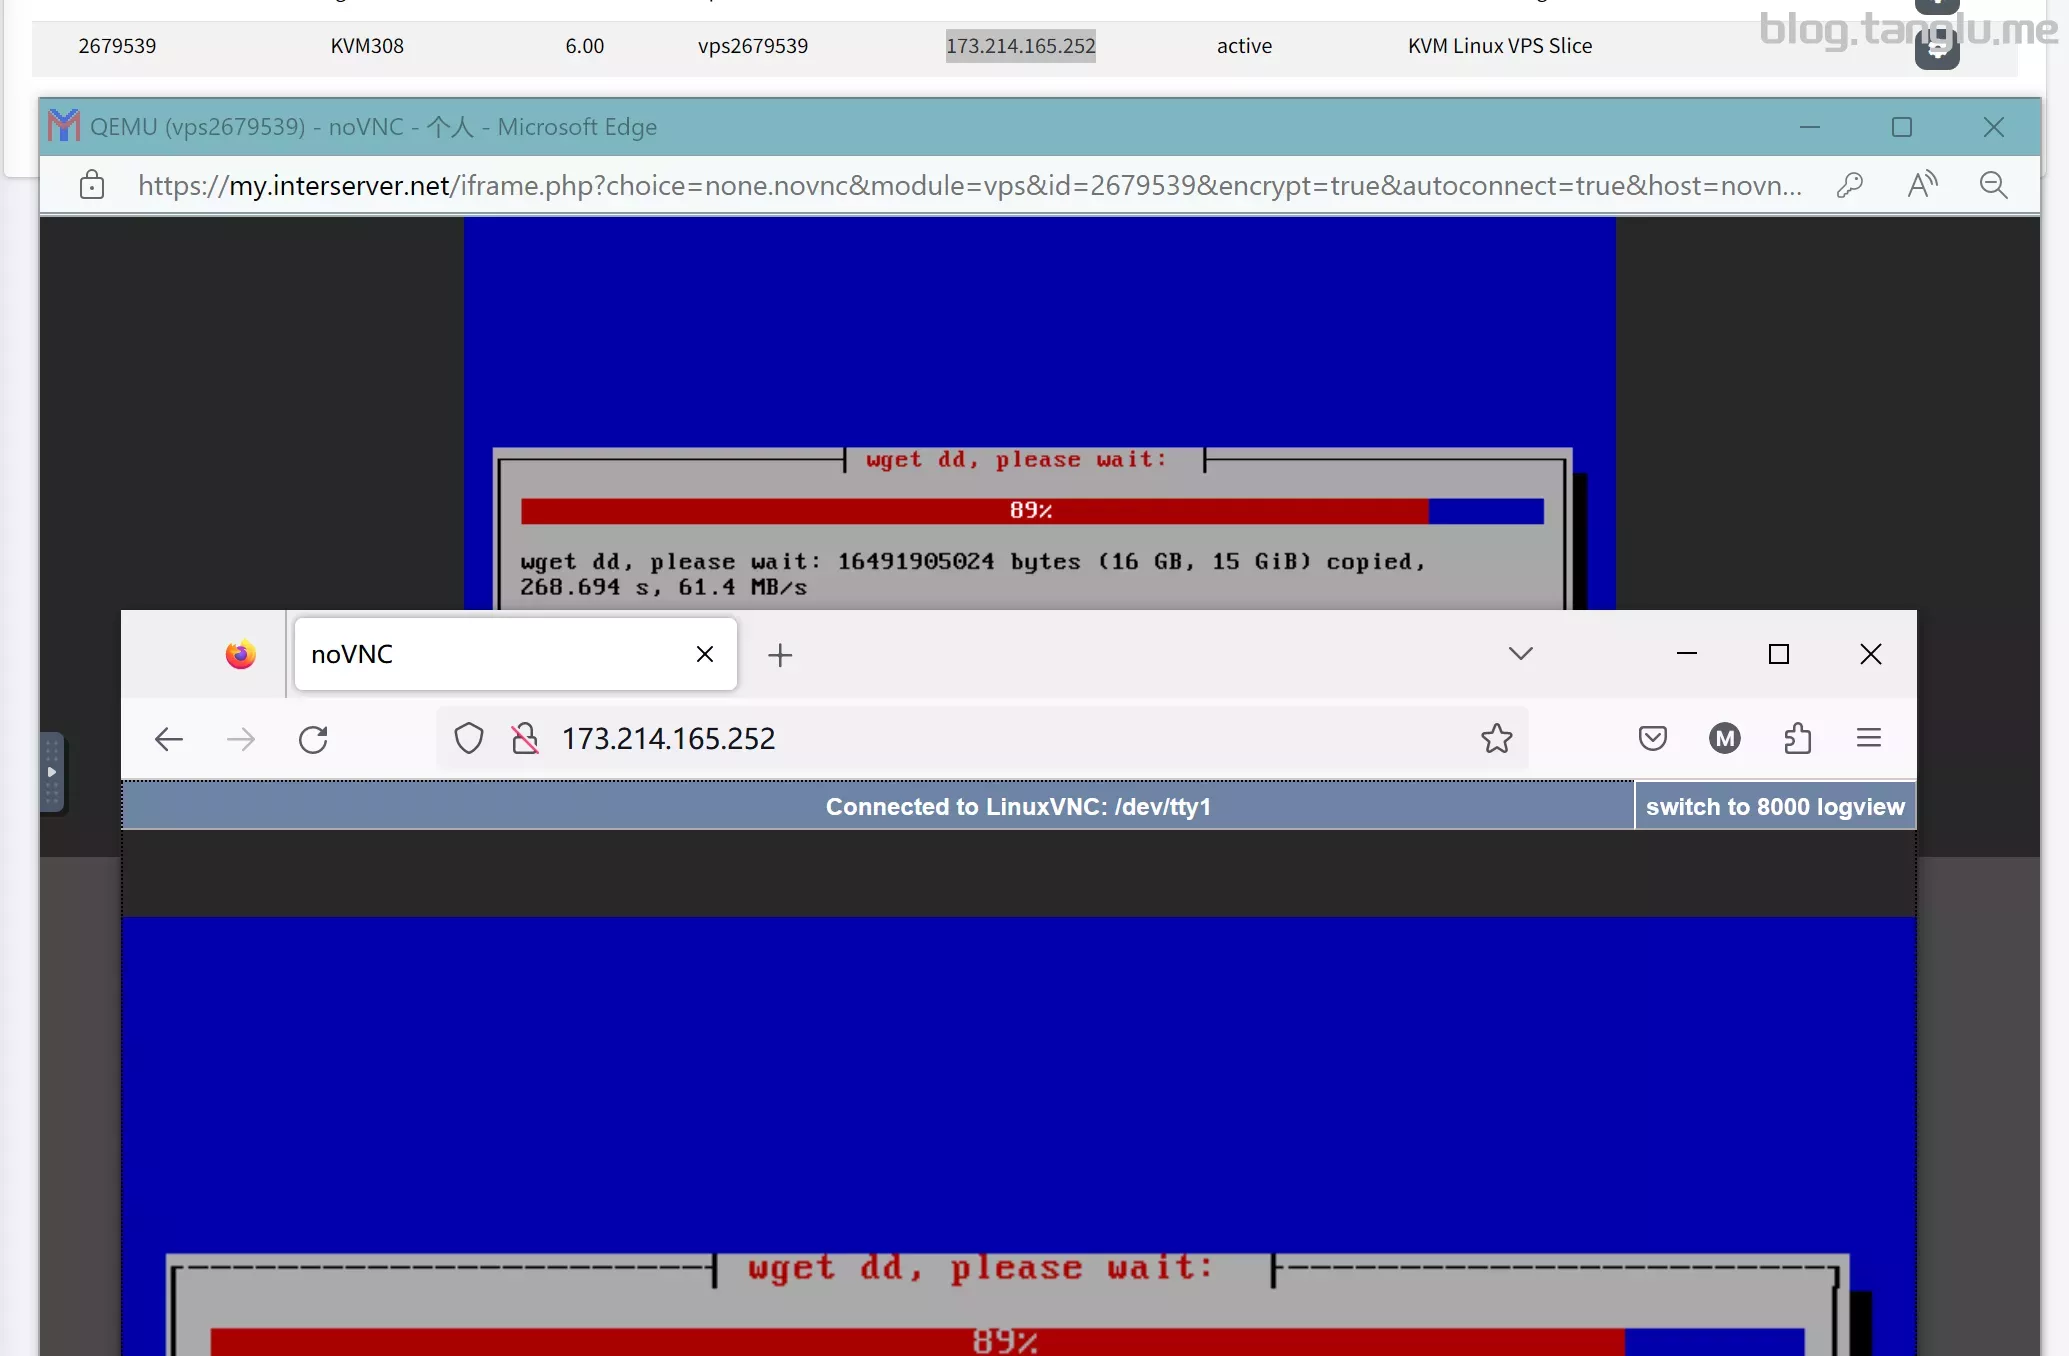 blog.tanglu.me
2679539 KVM308 6.00 vps2679539 173.214.165.252 active KVM Linux VPS Slice
QEMU (vps2679539) - noVNC - 个人 - Microsoft Edge
https://my.interserver.net/iframe.php?choice=none.novnc&module=vps&id=2679539&encrypt=true&autoconnect=true&host=novn...
wget dd, please wait:
89%
wget dd, please wait: 16491905024 bytes (16 GB, 15 GiB) copied,
268.694 s, 61.4 MB/s
noVNC
173.214.165.252
M
Connected to LinuxVNC: /dev/tty1 switch to 8000 logview
wget dd, please wait:
89%